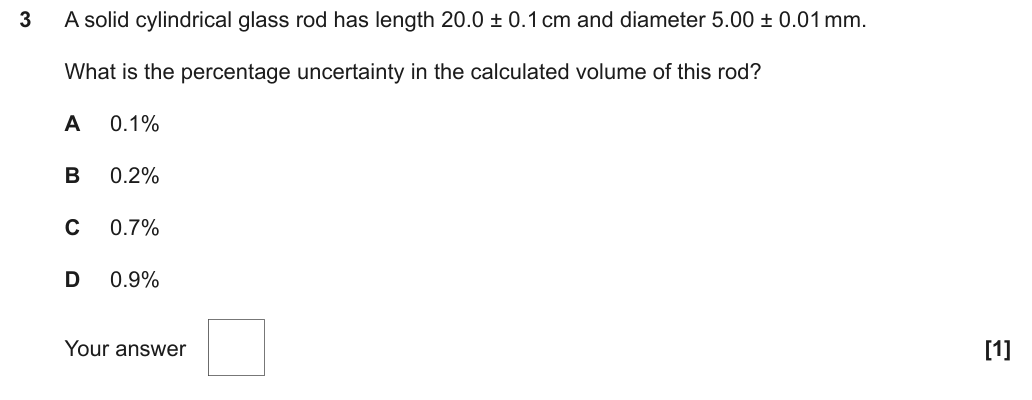 3 A solid cylindrical glass rod has length 20.0 ± 0.1 cm and diameter 5.00 ± 0.01 mm.
What is the percentage uncertainty in the calculated volume of this rod?
A 0.1%
B 0.2%
C 0.7%
D 0.9%
Your answer [1]